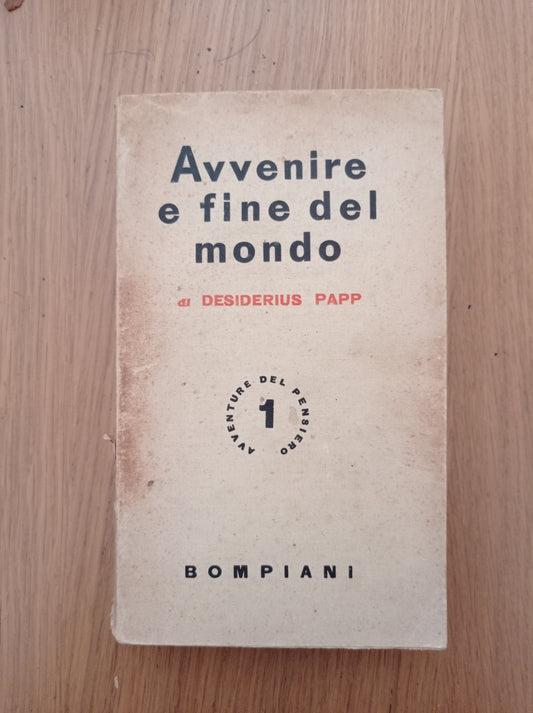 Avvenire
e fine del
mondo
di DESIDERIUS PAPP
AVVENTURE DEL PENSIERO
1
BOMPIANI